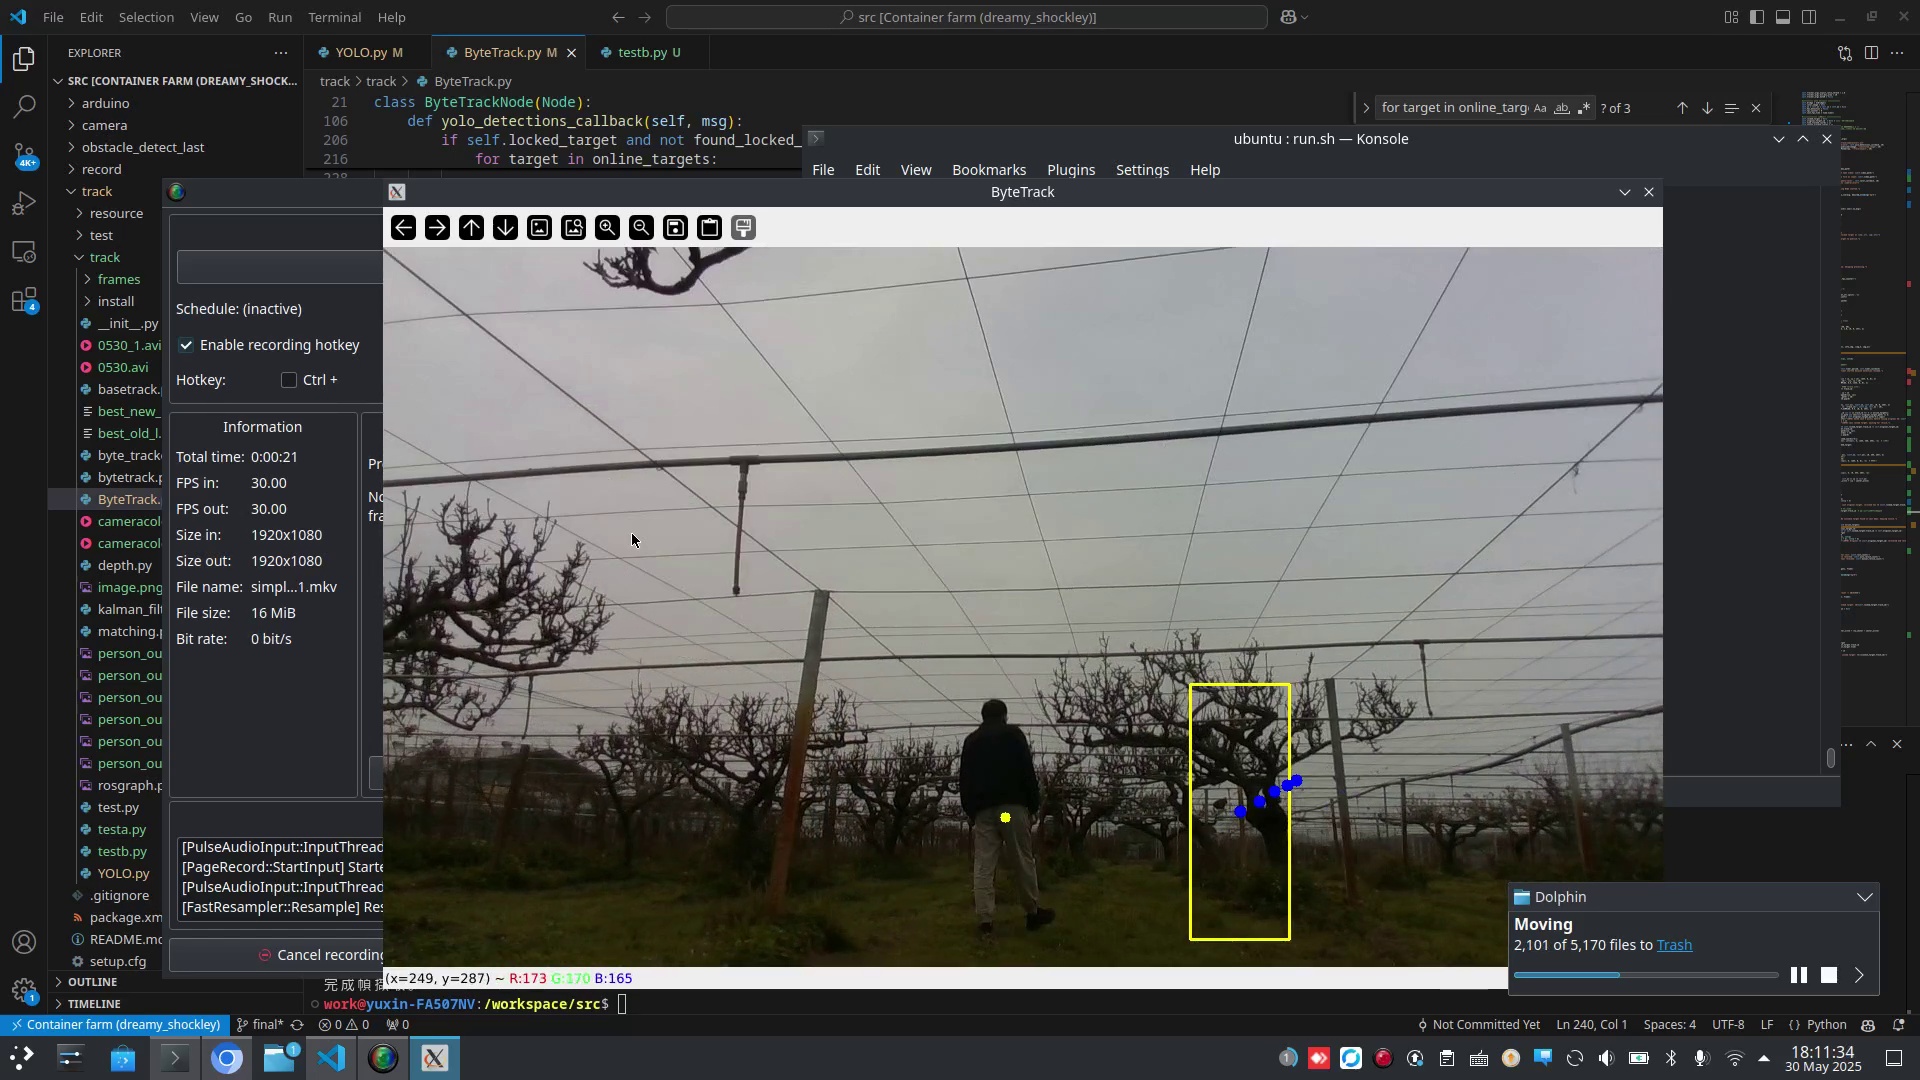 File Edit Selection View Go Run Terminal Help
src [Container farm (dreamy_shockley)]
EXPLORER
YOLO.py M
ByteTrack.py M
testb.py U
SRC [CONTAINER FARM (DREAMY_SHOCK...
track > track > ByteTrack.py
arduino
camera
obstacle_detect_last
record
track
resource
test
track
frames
install
__init__.py
0530_1.avi
0530.avi
basetrack.
best_new_
best_old_l.
byte_track
bytetrack.p
ByteTrack.
cameracol
cameracol
depth.py
image.png
kalman_filt
matching.p
person_ou
person_ou
person_ou
person_ou
person_ou
person_ou
rosgraph.p
test.py
testa.py
testb.py
YOLO.py
.gitignore
package.xm
README.md
setup.cfg
OUTLINE
TIMELINE
21 class ByteTrackNode(Node):
106 def yolo_detections_callback(self, msg):
206 if self.locked_target and not found_locked_
216 for target in online_targets:
for target in online_targ
Aa ab .*
? of 3
ubuntu : run.sh — Konsole
File Edit View Bookmarks Plugins Settings Help
ByteTrack
Schedule: (inactive)
Enable recording hotkey
Hotkey: Ctrl +
Information
Total time: 0:00:21
FPS in: 30.00
FPS out: 30.00
Size in: 1920x1080
Size out: 1920x1080
File name: simpl...1.mkv
File size: 16 MiB
Bit rate: 0 bit/s
Pr
No
fra
[PulseAudioInput::InputThread
[PageRecord::StartInput] Starte
[PulseAudioInput::InputThread
[FastResampler::Resample] Res
Cancel recording
(x=249, y=287) ~ R:173 G:170 B:165
work@yuxin-FA507NV:/workspace/src$
Dolphin
Moving
2,101 of 5,170 files to Trash
Container farm (dreamy_shockley)
final*
0 0
0
Not Committed Yet
Ln 240, Col 1
Spaces: 4
UTF-8
LF
{} Python
4K+
4
1
1
1
18:11:34
30 May 2025